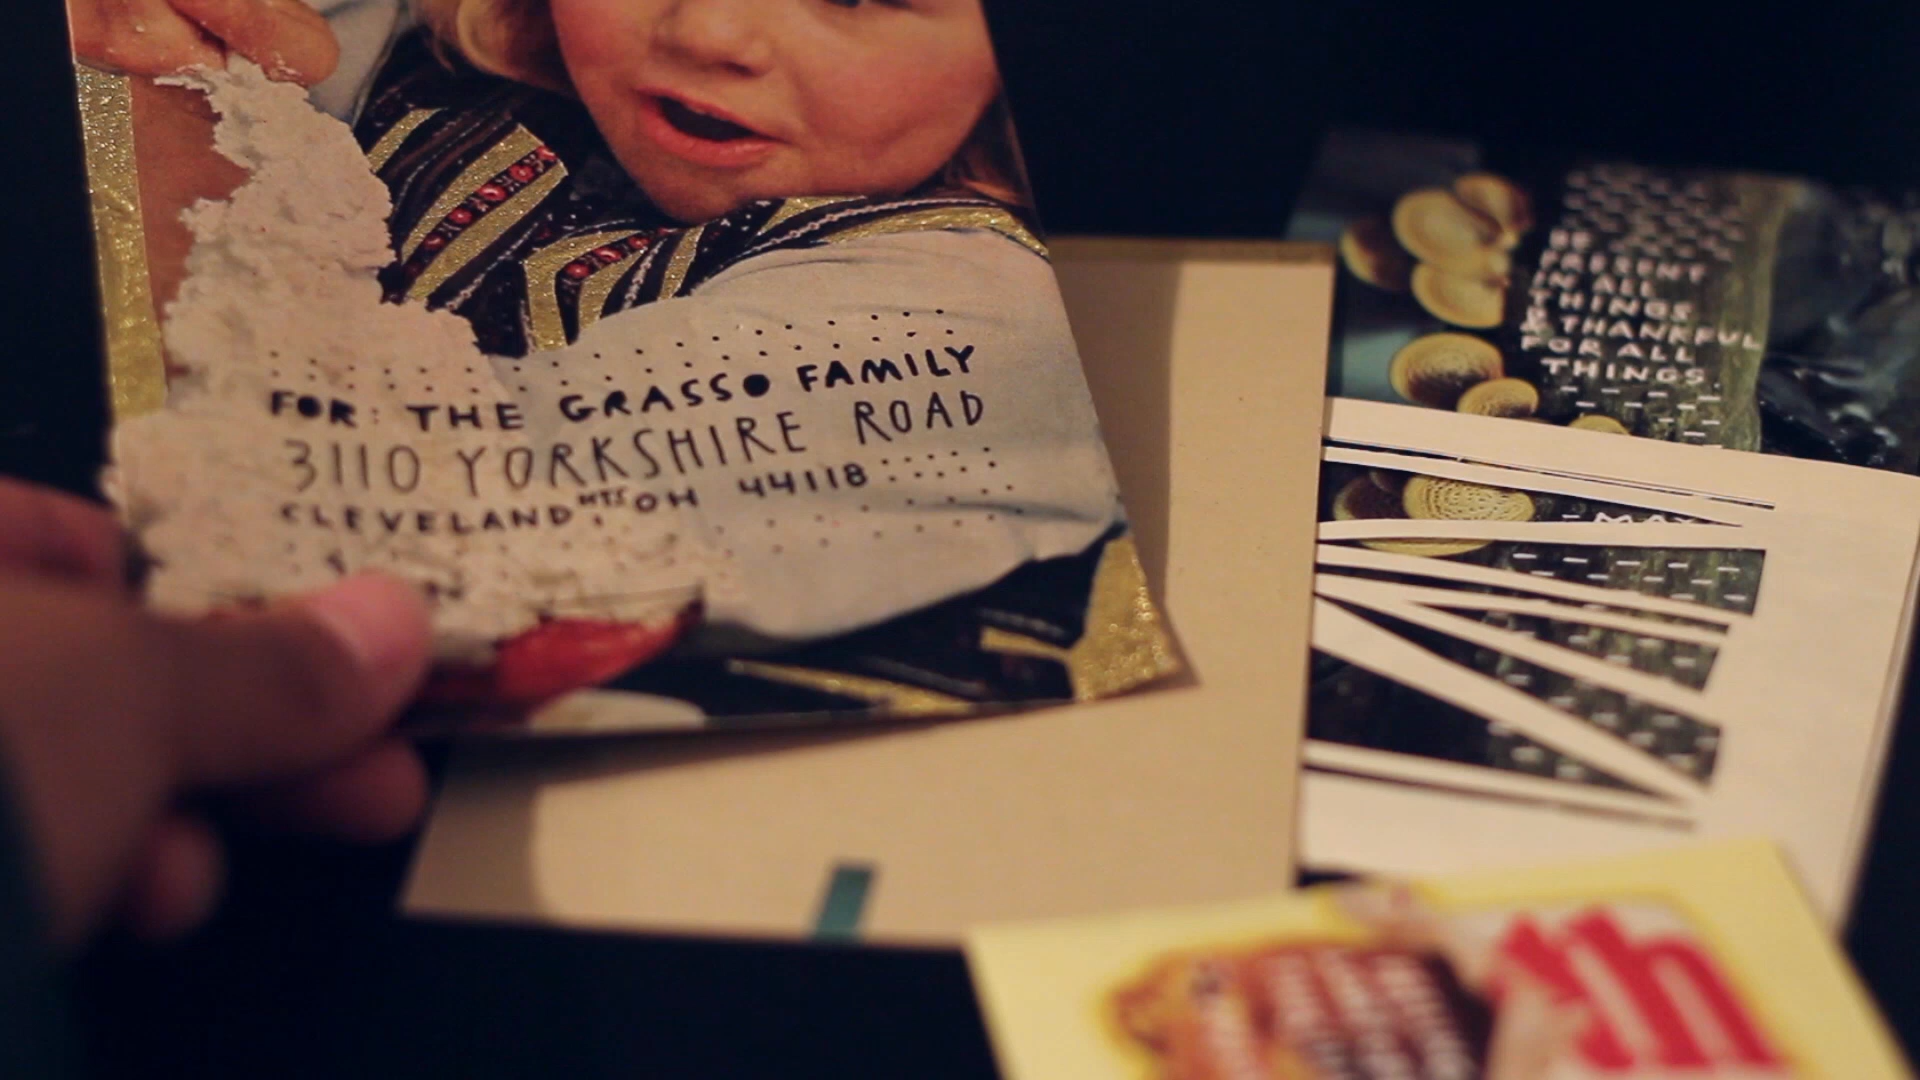 FOR: THE GRASSO FAMILY
3110 YORKSHIRE ROAD
CLEVELAND HTS, OH 44118
BE
PRESENT
IN ALL
THINGS
& THANKFUL
FOR ALL
THINGS.
MAY